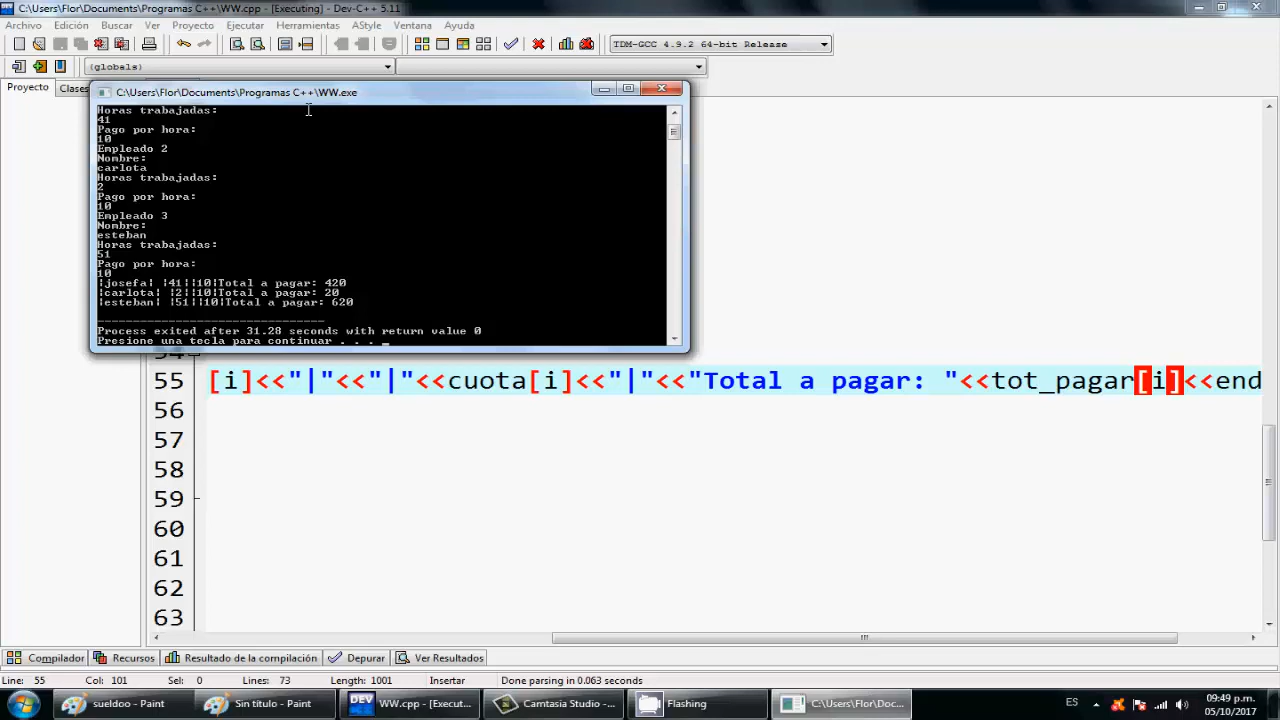 C:\Users\Flor\Documents\Programas C++\WW.cpp - [Executing] - Dev-C++ 5.11
Archivo Edición Buscar Ver Proyecto Ejecutar Herramientas AStyle Ventana Ayuda
TDM-GCC 4.9.2 64-bit Release
(globals)
Proyecto Clases
C:\Users\Flor\Documents\Programas C++\WW.exe
Horas trabajadas:
41
Pago por hora:
10
Empleado 2
Nombre:
carlota
Horas trabajadas:
2
Pago por hora:
10
Empleado 3
Nombre:
esteban
Horas trabajadas:
51
Pago por hora:
10
|josefa| |41||10|Total a pagar: 420
|carlota| |2||10|Total a pagar: 20
|esteban| |51||10|Total a pagar: 620
--------------------------------
Process exited after 31.28 seconds with return value 0
Presione una tecla para continuar . . .
54
55 [i]<<"|"<<"|"<<cuota[i]<<"|"<<"Total a pagar: "<<tot_pagar[i]<<end
56
57
58
59
60
61
62
63
Compilador Recursos Resultado de la compilación Depurar Ver Resultados
Line: 55 Col: 101 Sel: 0 Lines: 73 Length: 1001 Insertar Done parsing in 0.063 seconds
sueldoo - Paint Sin título - Paint WW.cpp - [Execut... Camtasia Studio -... Flashing C:\Users\Flor\Doc... ES 09:49 p.m.
05/10/2017